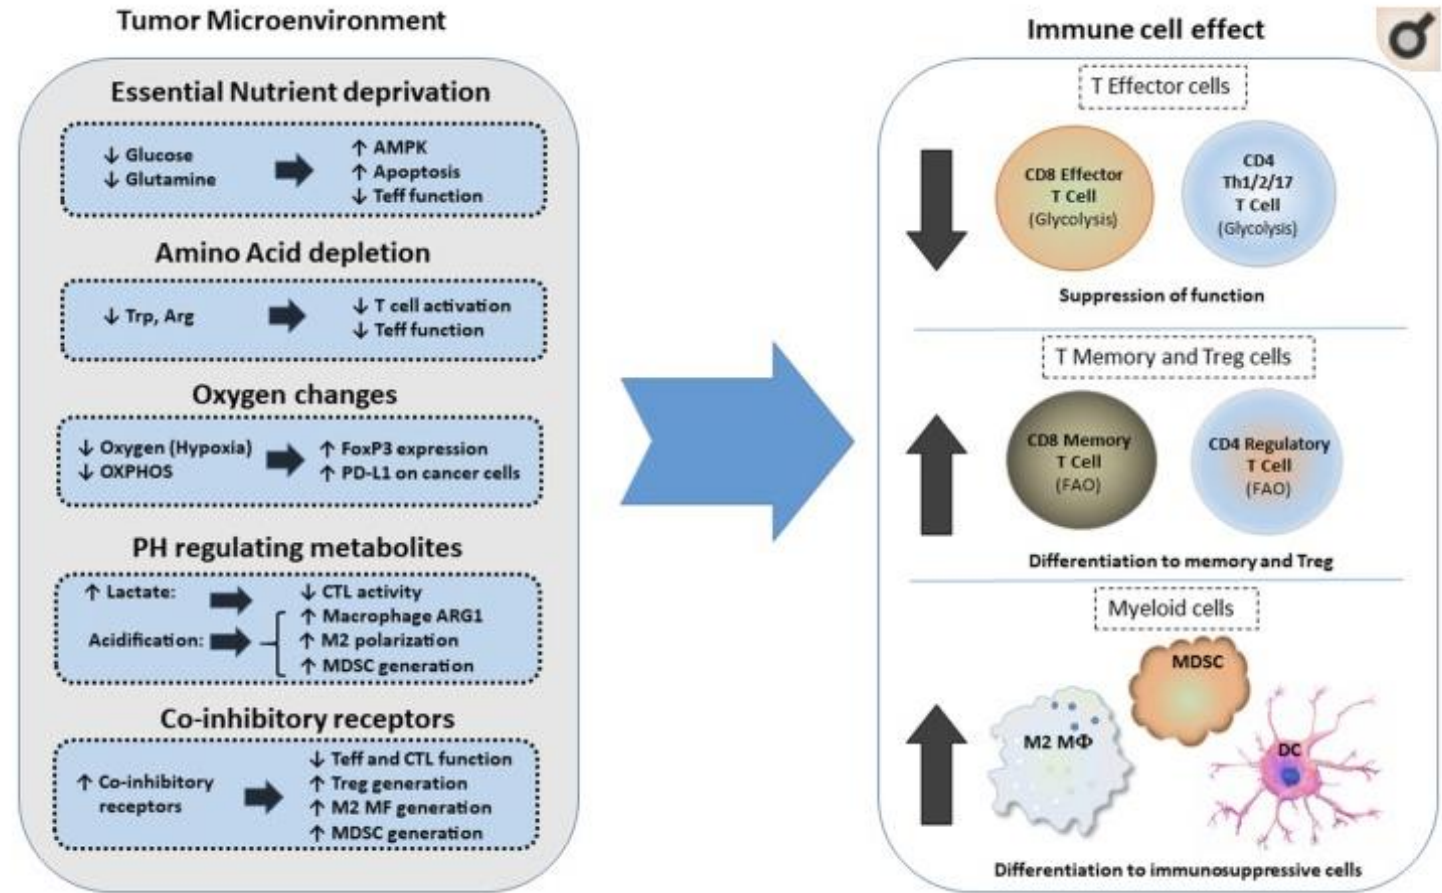 Tumor Microenvironment
Essential Nutrient deprivation
↓ Glucose
↓ Glutamine
↑ AMPK
↑ Apoptosis
↓ Teff function
Amino Acid depletion
↓ Trp, Arg
↓ T cell activation
↓ Teff function
Oxygen changes
↓ Oxygen (Hypoxia)
↓ OXPHOS
↑ FoxP3 expression
↑ PD-L1 on cancer cells
PH regulating metabolites
↑ Lactate:
↓ CTL activity
Acidification:
↑ Macrophage ARG1
↑ M2 polarization
↑ MDSC generation
Co-inhibitory receptors
↑ Co-inhibitory
receptors
↓ Teff and CTL function
↑ Treg generation
↑ M2 MF generation
↑ MDSC generation
Immune cell effect
T Effector cells
CD8 Effector
T Cell
(Glycolysis)
CD4
Th1/2/17
T Cell
(Glycolysis)
Suppression of function
T Memory and Treg cells
CD8 Memory
T Cell
(FAO)
CD4 Regulatory
T Cell
(FAO)
Differentiation to memory and Treg
Myeloid cells
MDSC
M2 MΦ
DC
Differentiation to immunosuppressive cells